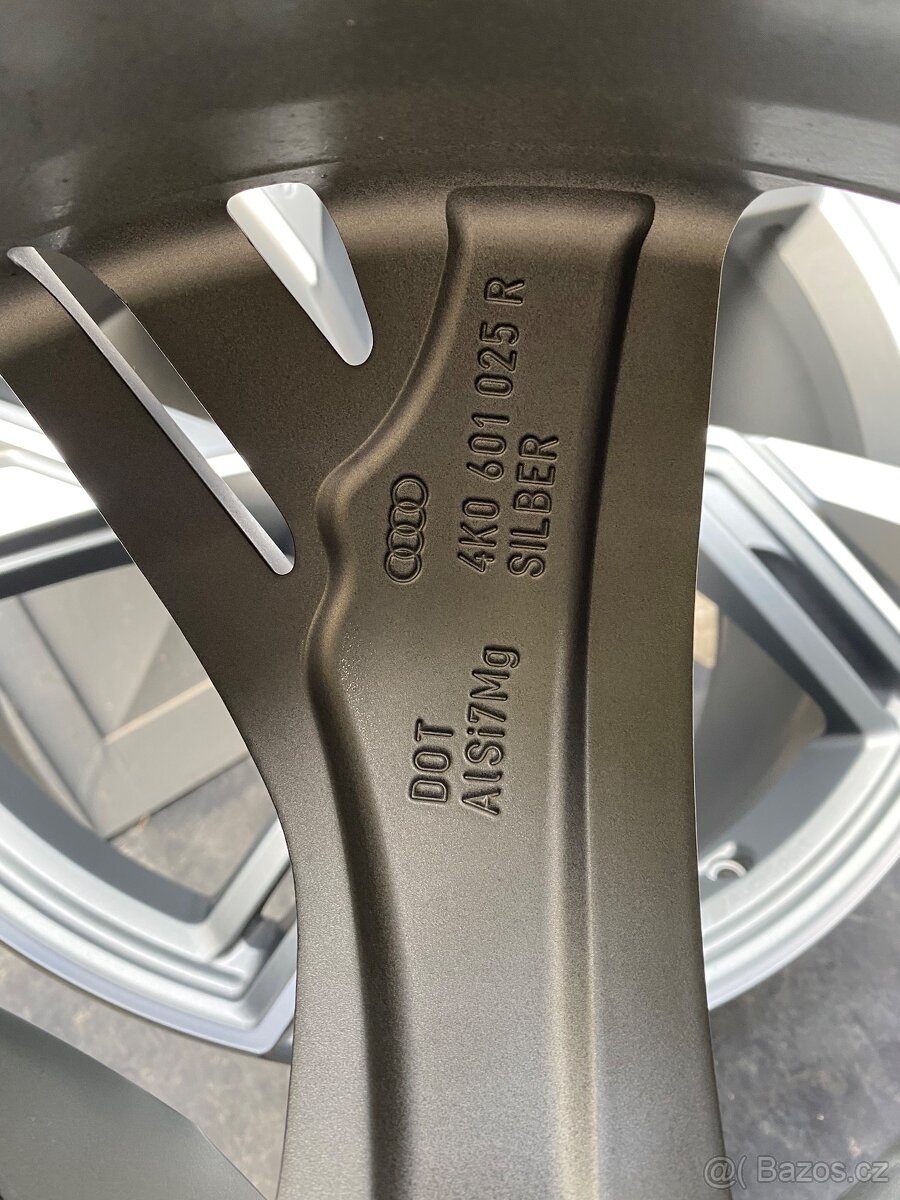 4K0 601 025 R
SILBER
DOT
AlSi7Mg
@( Bazos.cz